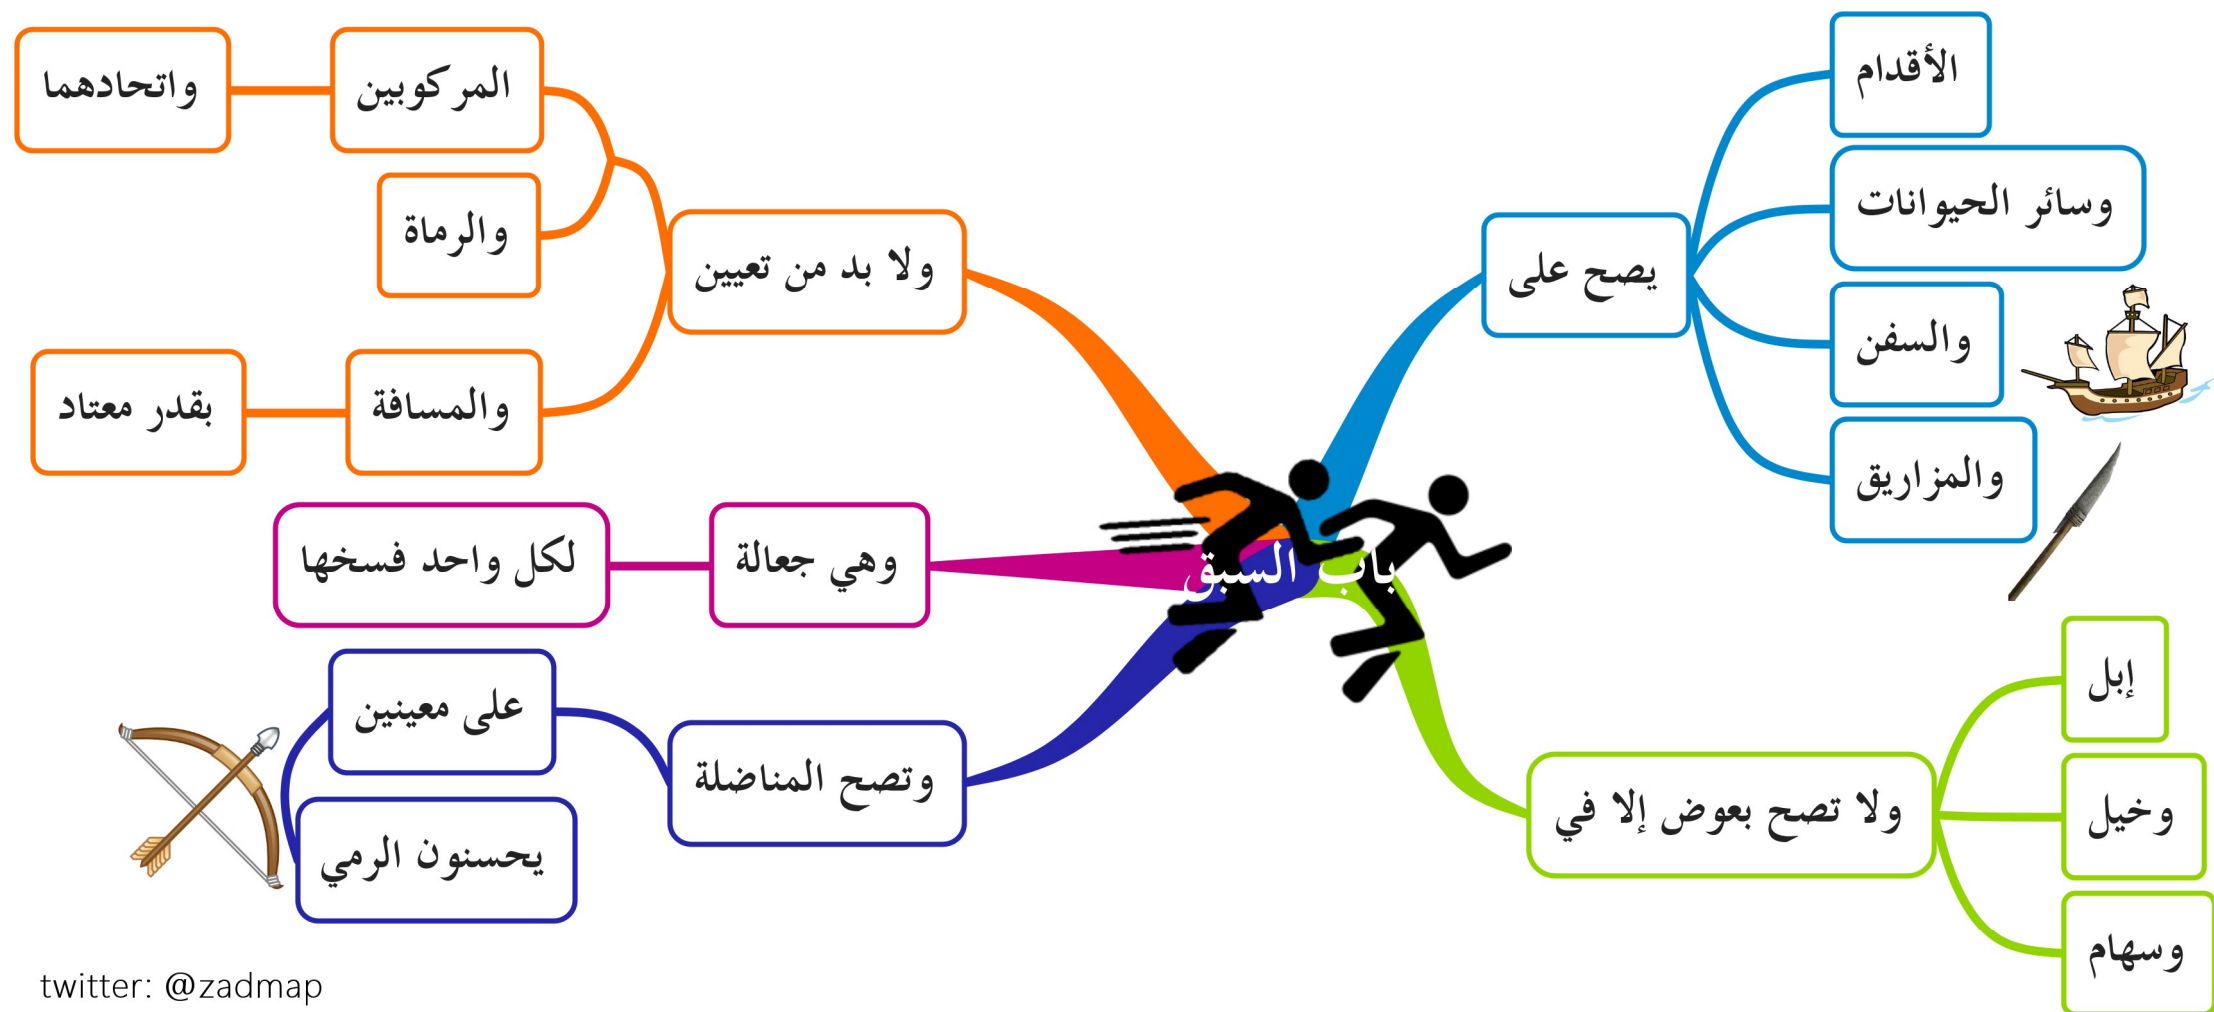 باب السبق
يصح على
الأقدام
وسائر الحيوانات
والسفن
والمزاريق
ولا تصح بعوض إلا في
إبل
وخيل
وسهام
ولا بد من تعيين
المركوبين
واتحادهما
والرماة
والمسافة
بقدر معتاد
وهي جعالة
لكل واحد فسخها
وتصح المناضلة
على معينين
يحسنون الرمي
twitter: @zadmap